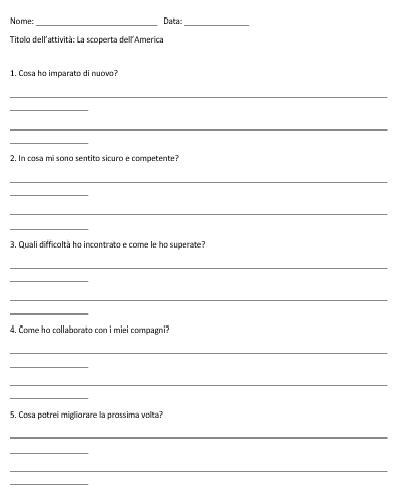 Nome: ____________________________ Data: _______________
Titolo dell'attività: La scoperta dell'America
1. Cosa ho imparato di nuovo?
2. In cosa mi sono sentito sicuro e competente?
3. Quali difficoltà ho incontrato e come le ho superate?
4. Come ho collaborato con i miei compagni?
5. Cosa potrei migliorare la prossima volta?